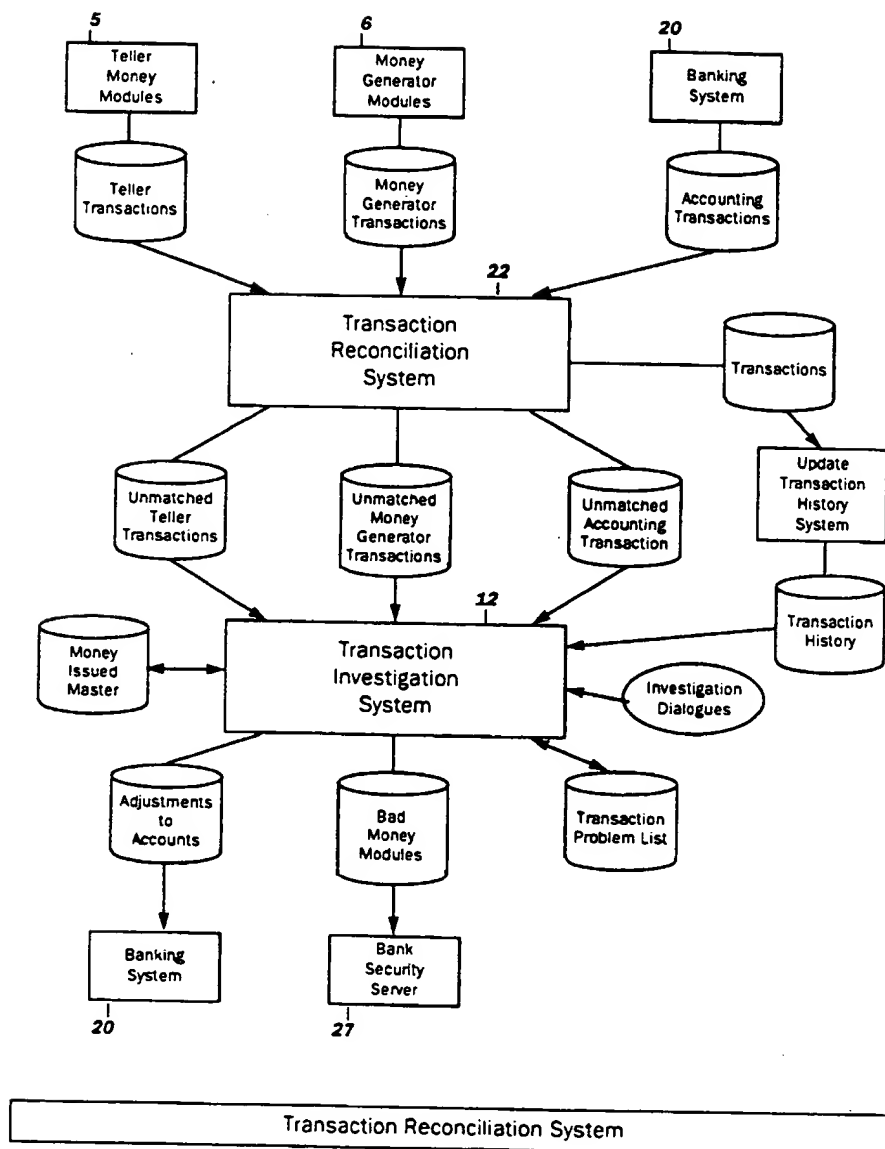 5
6
20
Teller
Money
Modules
Money
Generator
Modules
Banking
System
Teller
Transactions
Money
Generator
Transactions
Accounting
Transactions
22
Transaction
Reconciliation
System
Transactions
Update
Transaction
History
System
Unmatched
Teller
Transactions
Unmatched
Money
Generator
Transactions
Unmatched
Accounting
Transaction
12
Transaction
History
Money
Issued
Master
Transaction
Investigation
System
Investigation
Dialogues
Adjustments
to
Accounts
Bad
Money
Modules
Transaction
Problem List
Banking
System
Bank
Security
Server
20
27
Transaction Reconciliation System